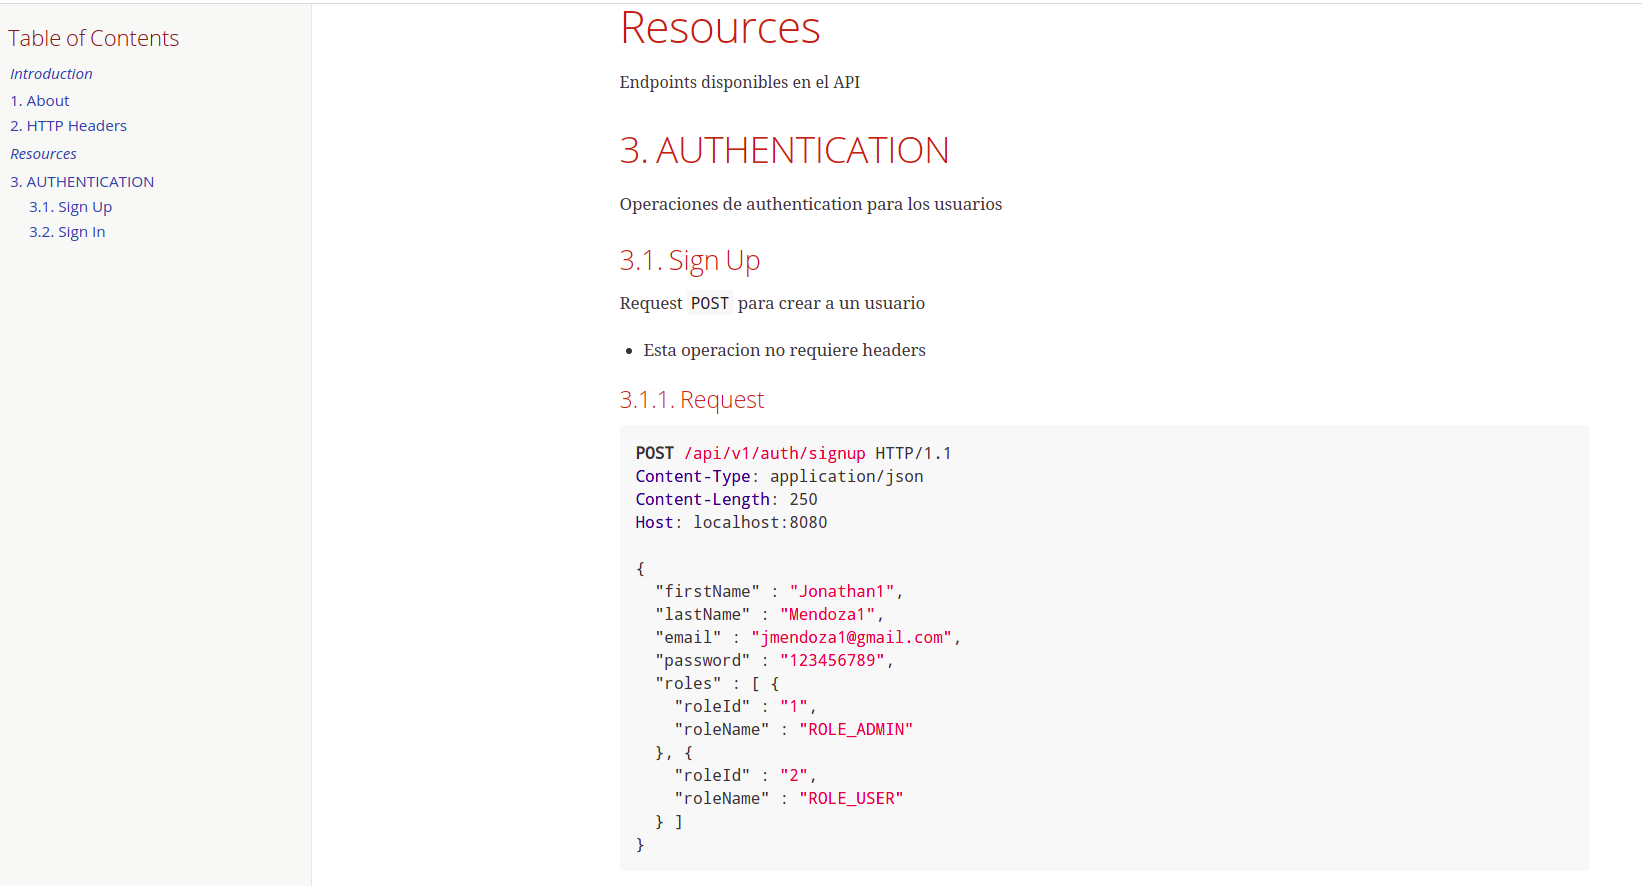 Table of Contents
Introduction
1. About
2. HTTP Headers
Resources
3. AUTHENTICATION
3.1. Sign Up
3.2. Sign In
Resources
Endpoints disponibles en el API
3. AUTHENTICATION
Operaciones de authentication para los usuarios
3.1. Sign Up
Request POST para crear a un usuario
• Esta operacion no requiere headers
3.1.1. Request
POST /api/v1/auth/signup HTTP/1.1
Content-Type: application/json
Content-Length: 250
Host: localhost:8080
{
  "firstName" : "Jonathan1",
  "lastName" : "Mendoza1",
  "email" : "jmendoza1@gmail.com",
  "password" : "123456789",
  "roles" : [ {
    "roleId" : "1",
    "roleName" : "ROLE_ADMIN"
  }, {
    "roleId" : "2",
    "roleName" : "ROLE_USER"
  } ]
}